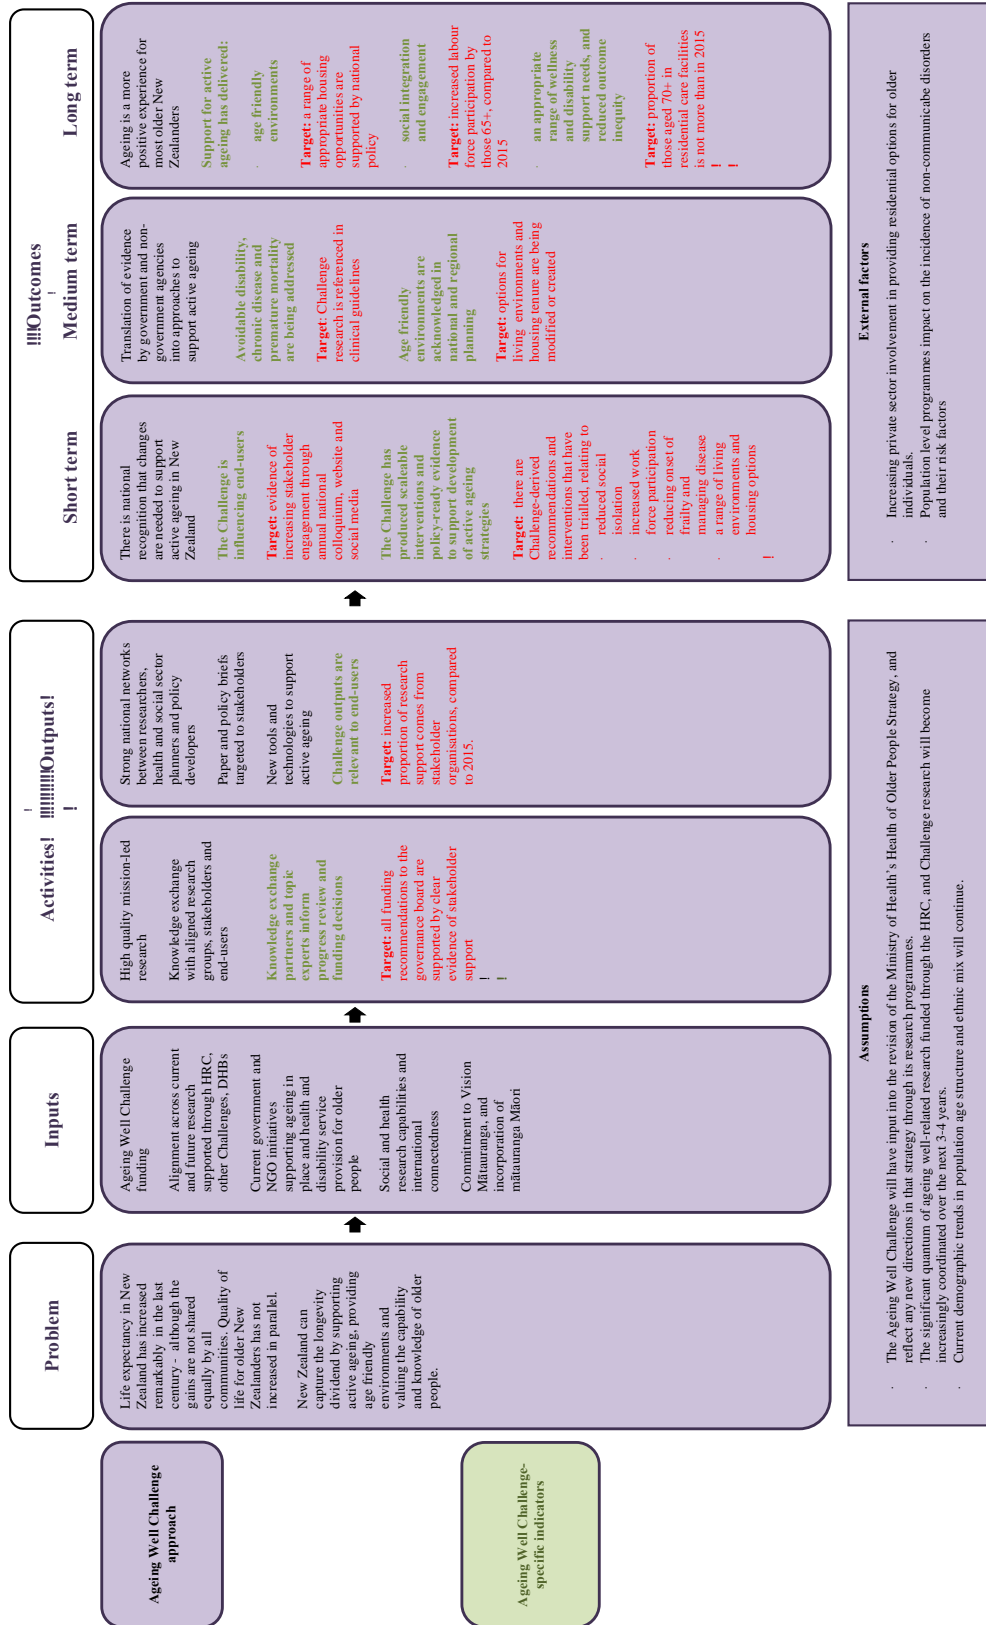 Ageing Well Challenge
approach
Ageing Well Challenge-
specific indicators
Problem
Life expectancy in New
Zealand has increased
remarkably in the last
century - although the
gains are not shared
equally by all
communities. Quality of
life for older New
Zealanders has not
increased in parallel.
New Zealand can
capture the longevity
dividend by supporting
active ageing, providing
age friendly
environments and
valuing the capability
and knowledge of older
people.
Inputs
Ageing Well Challenge
funding
Alignment across current
and future research
supported through HRC,
other Challenges, DHBs
Current government and
NGO initiatives
supporting ageing in
place and health and
disability service
provision for older
people
Social and health
research capabilities and
international
connectedness
Commitment to Vision
Mātauranga, and
incorporation of
mātauranga Māori
!
Activities! !!!!!!!!!!!Outputs!
!
High quality mission-led
research
Knowledge exchange
with aligned research
groups, stakeholders and
end-users
Knowledge exchange
partners and topic
experts inform
progress review and
funding decisions
Target: all funding
recommendations to the
governance board are
supported by clear
evidence of stakeholder
support
!
!
Strong national networks
between researchers,
health and social sector
planners and policy
developers
Paper and policy briefs
targeted to stakeholders
New tools and
technologies to support
active ageing
Challenge outputs are
relevant to end-users
Target: increased
proportion of research
support comes from
stakeholder
organisations, compared
to 2015.
!!!!Outcomes
!
Short term Medium term Long term
There is national
recognition that changes
are needed to support
active ageing in New
Zealand
The Challenge is
influencing end-users
Target: evidence of
increasing stakeholder
engagement through
annual national
colloquium, website and
social media
The Challenge has
produced scaleable
interventions and
policy-ready evidence
to support development
of active ageing
strategies
Target: there are
Challenge-derived
recommendations and
interventions that have
been trialled, relating to
· reduced social
isolation
· increased work
force participation
· reducing onset of
frailty and
managing disease
· a range of living
environments and
housing options
!
Translation of evidence
by government and non-
government agencies
into approaches to
support active ageing
Avoidable disability,
chronic disease and
premature mortality
are being addressed
Target: Challenge
research is referenced in
clinical guidelines
Age friendly
environments are
acknowledged in
national and regional
planning
Target: options for
living environments and
housing tenure are being
modified or created
Ageing is a more
positive experience for
most older New
Zealanders
Support for active
ageing has delivered:
· age friendly
environments
Target: a range of
appropriate housing
opportunities are
supported by national
policy
· social integration
and engagement
Target: increased labour
force participation by
those 65+, compared to
2015
· an appropriate
range of wellness
and disability
support needs, and
reduced outcome
inequity
Target: proportion of
those aged 70+ in
residential care facilities
is not more than in 2015
!
!
Assumptions
· The Ageing Well Challenge will have input into the revision of the Ministry of Health's Health of Older People Strategy, and
reflect any new directions in that strategy through its research programmes.
· The significant quantum of ageing well-related research funded through the HRC, and Challenge research will become
increasingly coordinated over the next 3-4 years.
· Current demographic trends in population age structure and ethnic mix will continue.
External factors
· Increasing private sector involvement in providing residential options for older
individuals.
· Population level programmes impact on the incidence of non-communicabe disorders
and their risk factors